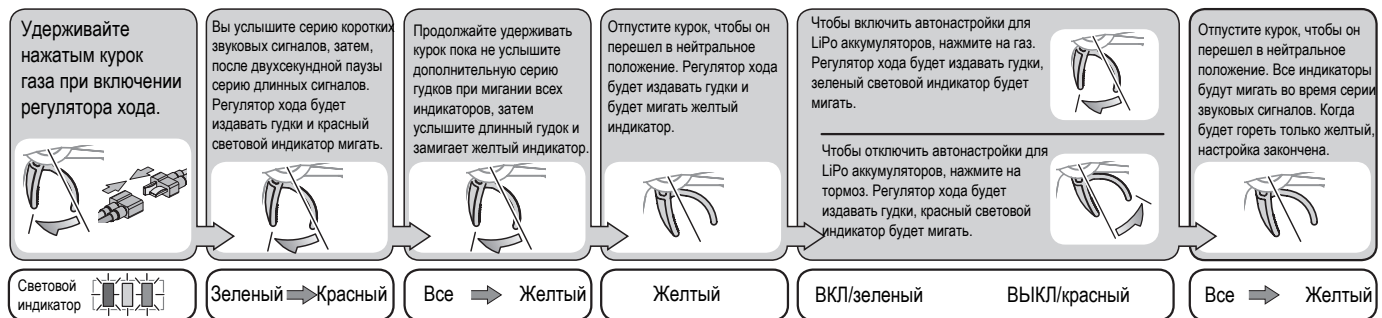 Удерживайте
нажатым курок
газа при включении
регулятора хода.
Вы услышите серию коротких
звуковых сигналов, затем,
после двухсекундной паузы
серию длинных сигналов.
Регулятор хода будет
издавать гудки и красный
световой индикатор мигать.
Продолжайте удерживать
курок пока не услышите
дополнительную серию
гудков при мигании всех
индикаторов, затем
услышите длинный гудок и
замигает желтый индикатор.
Отпустите курок, чтобы он
перешел в нейтральное
положение. Регулятор хода
будет издавать гудки и
будет мигать желтый
индикатор.
Чтобы включить автонастройки для
LiPo аккумуляторов, нажмите на газ.
Регулятор хода будет издавать гудки,
зеленый световой индикатор будет
мигать.
Чтобы отключить автонастройки для
LiPo аккумуляторов, нажмите на
тормоз. Регулятор хода будет
издавать гудки, красный световой
индикатор будет мигать.
Отпустите курок, чтобы он
перешел в нейтральное
положение. Все индикаторы
будут мигать во время серии
звуковых сигналов. Когда
будет гореть только желтый,
настройка закончена.
Световой
индикатор
Зеленый Красный
Все Желтый
Желтый
ВКЛ/зеленый ВЫКЛ/красный
Все Желтый